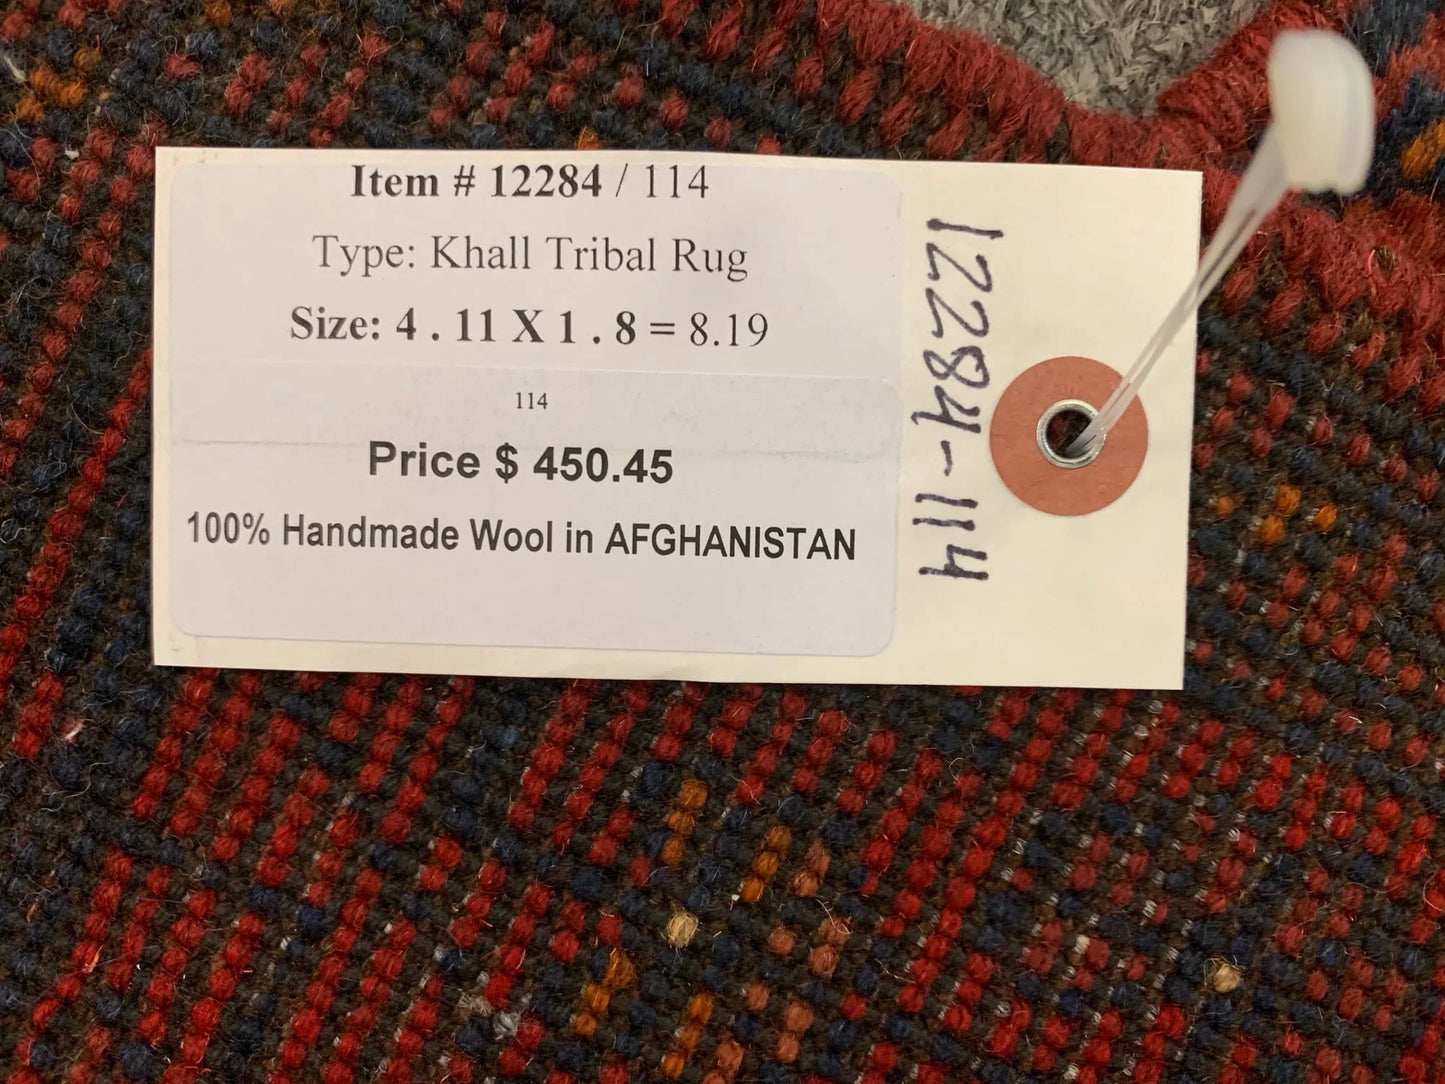 Item # 12284 / 114
Type: Khall Tribal Rug
Size: 4 . 11 X 1 . 8 = 8.19
114
Price $ 450.45
100% Handmade Wool in AFGHANISTAN
12284-114